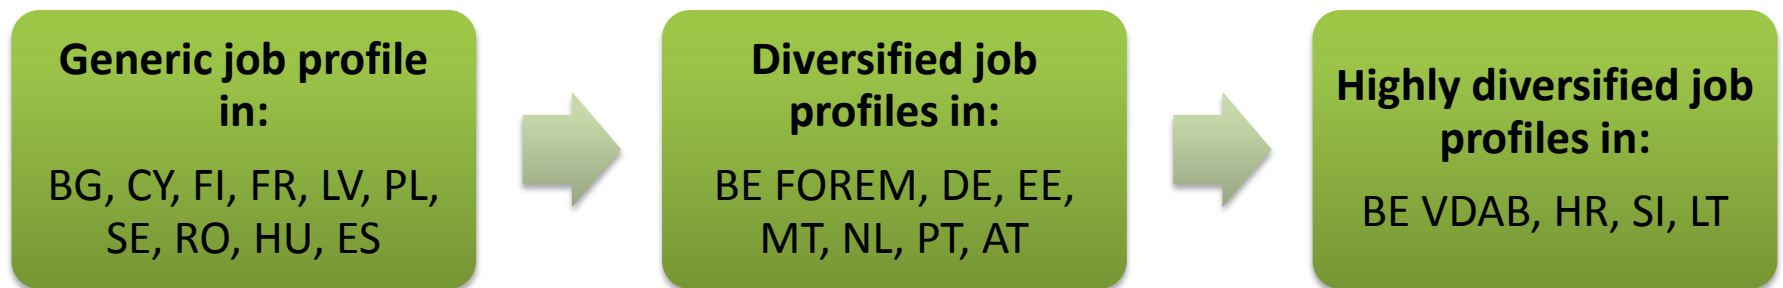 Generic job profile
in:
BG, CY, FI, FR, LV, PL,
SE, RO, HU, ES
Diversified job
profiles in:
BE FOREM, DE, EE,
MT, NL, PT, AT
Highly diversified job
profiles in:
BE VDAB, HR, SI, LT